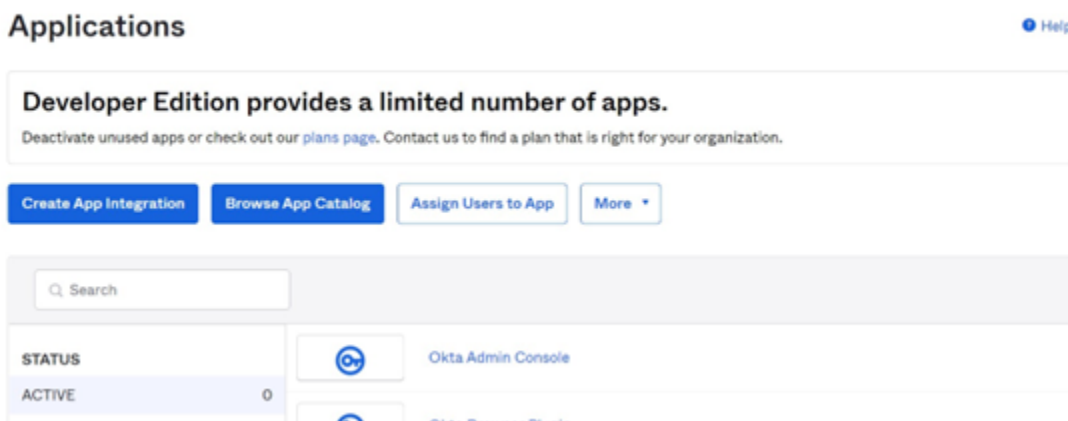 Applications
Help
Developer Edition provides a limited number of apps.
Deactivate unused apps or check out our plans page. Contact us to find a plan that is right for your organization.
Create App Integration
Browse App Catalog
Assign Users to App
More
Search
STATUS
Okta Admin Console
ACTIVE 0